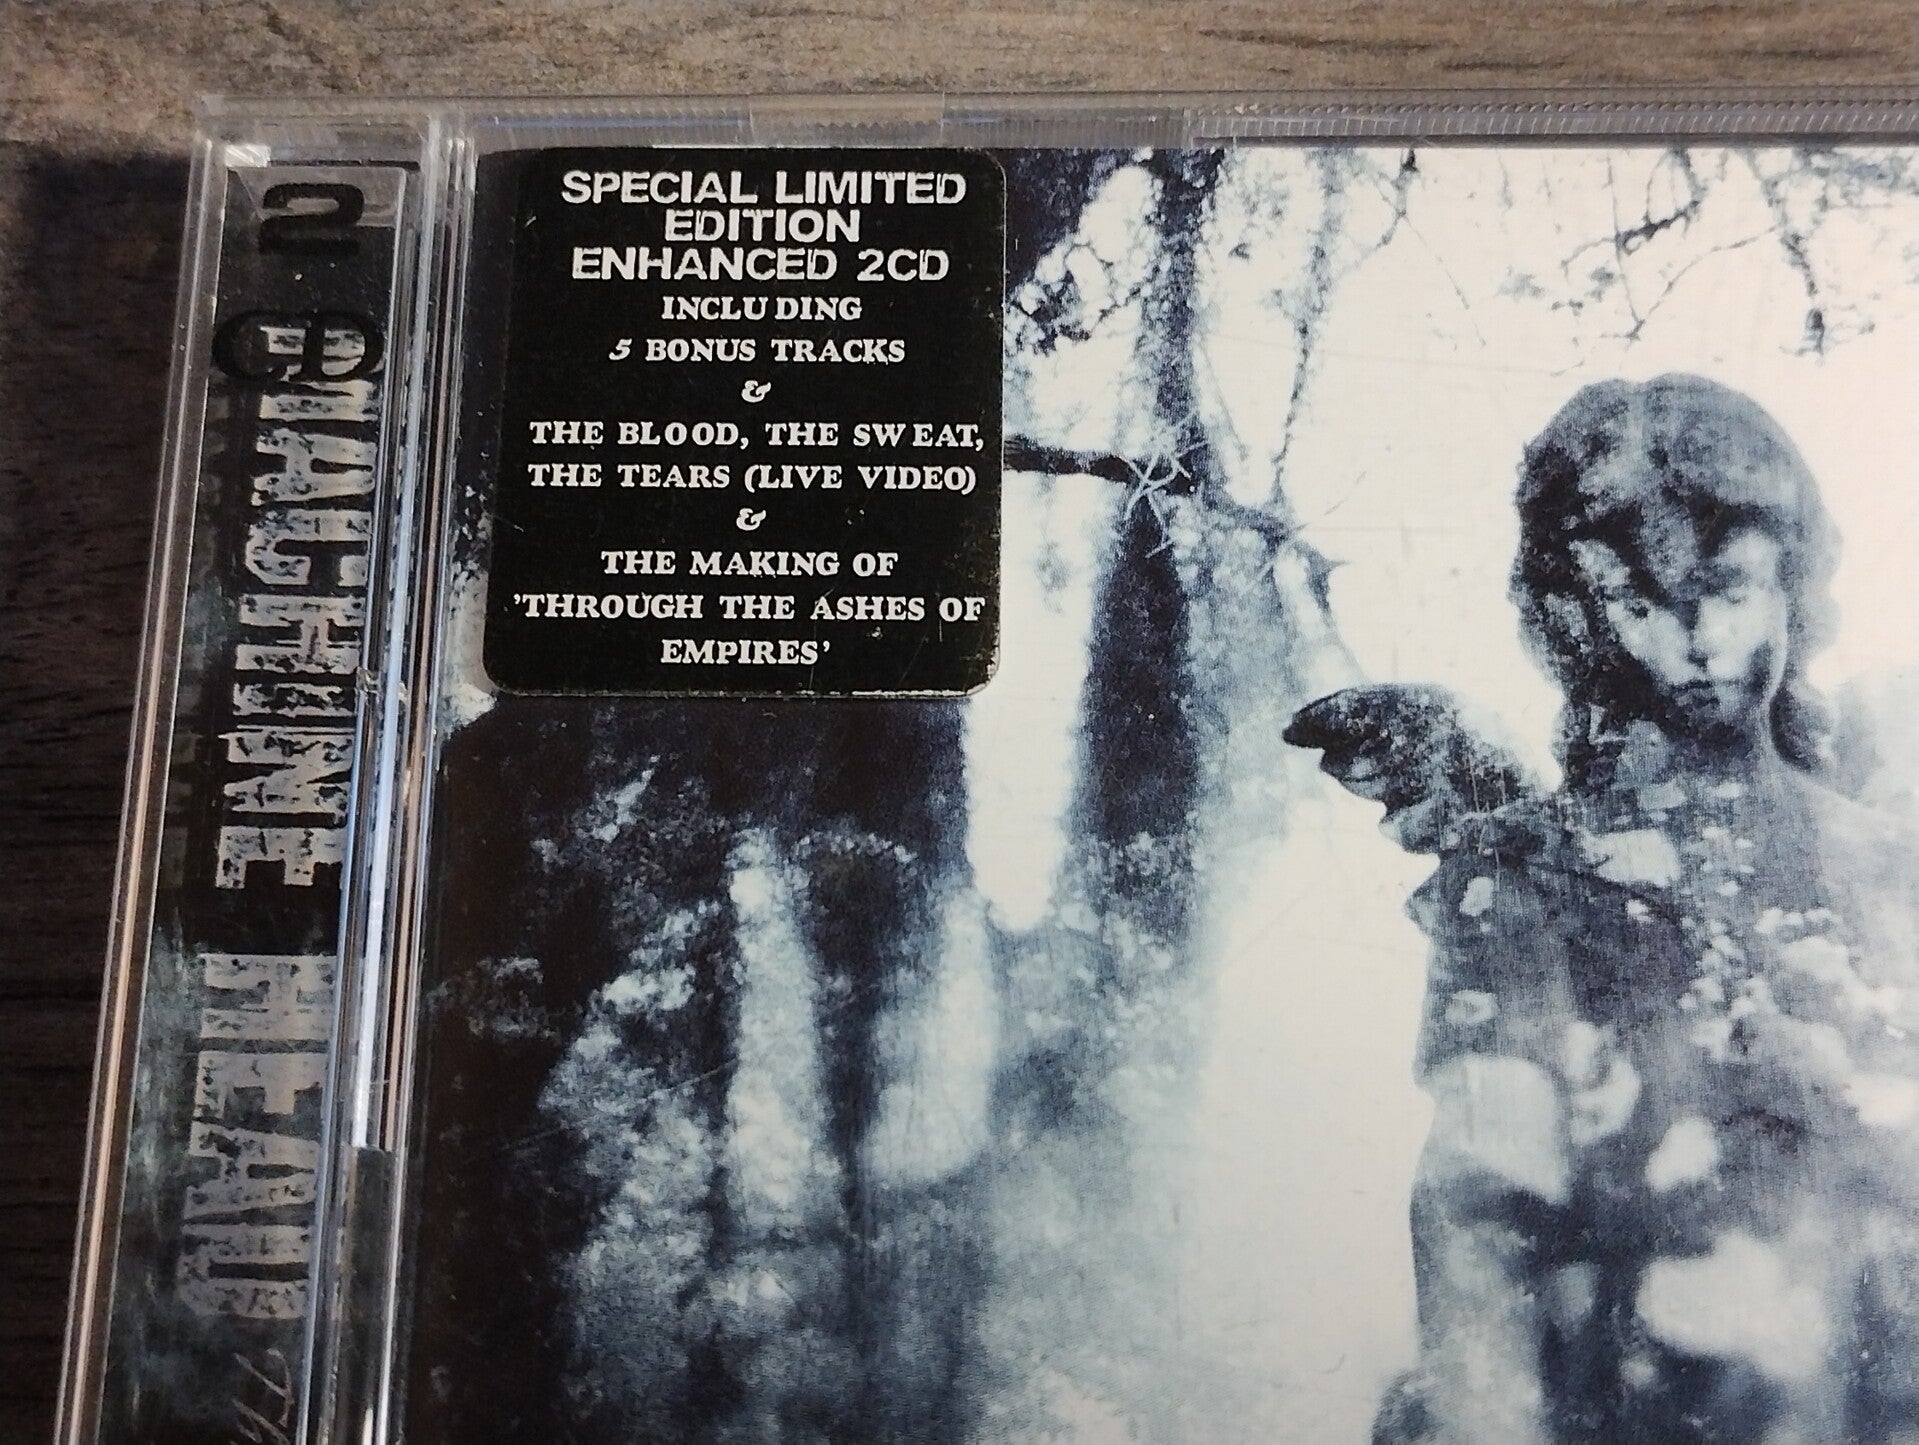 SPECIAL LIMITED
EDITION
ENHANCED 2CD
INCLUDING
5 BONUS TRACKS
&
THE BLOOD, THE SWEAT,
THE TEARS (LIVE VIDEO)
&
THE MAKING OF
'THROUGH THE ASHES OF
EMPIRES'
2
CD
MACHINE HEAD